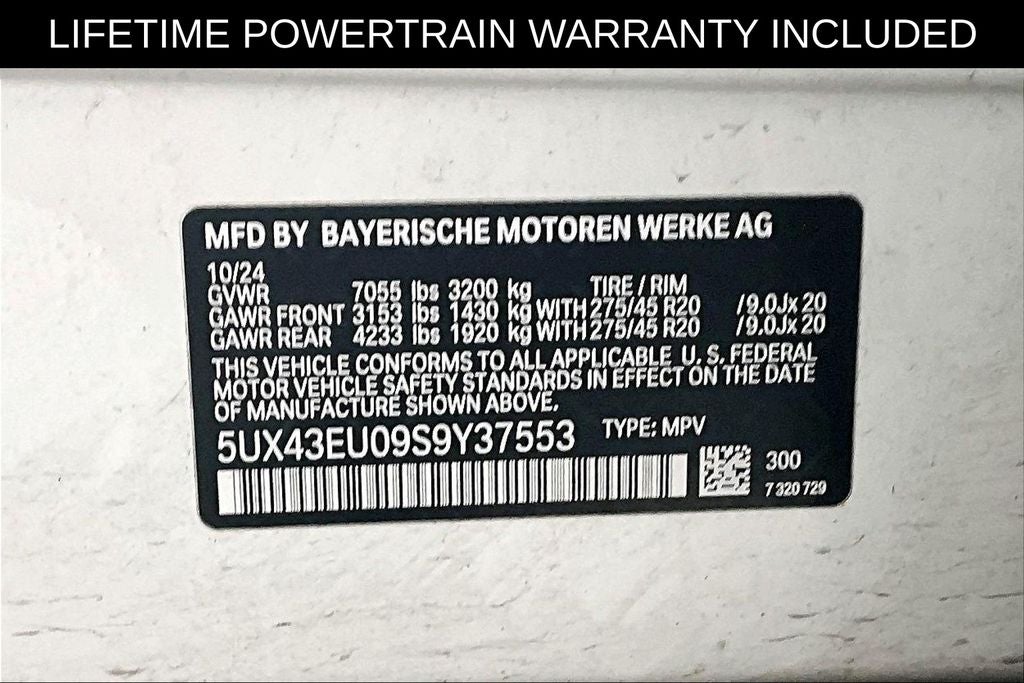 LIFETIME POWERTRAIN WARRANTY INCLUDED
MFD BY BAYERISCHE MOTOREN WERKE AG
10/24
GVWR 7055 lbs 3200 kg TIRE / RIM
GAWR FRONT 3153 lbs 1430 kg WITH 275/45 R20 /9.0Jx20
GAWR REAR 4233 lbs 1920 kg WITH 275/45 R20 /9.0Jx20
THIS VEHICLE CONFORMS TO ALL APPLICABLE U. S. FEDERAL
MOTOR VEHICLE SAFETY STANDARDS IN EFFECT ON THE DATE
OF MANUFACTURE SHOWN ABOVE.
5UX43EU09S9Y37553 TYPE: MPV
300
7 320 729